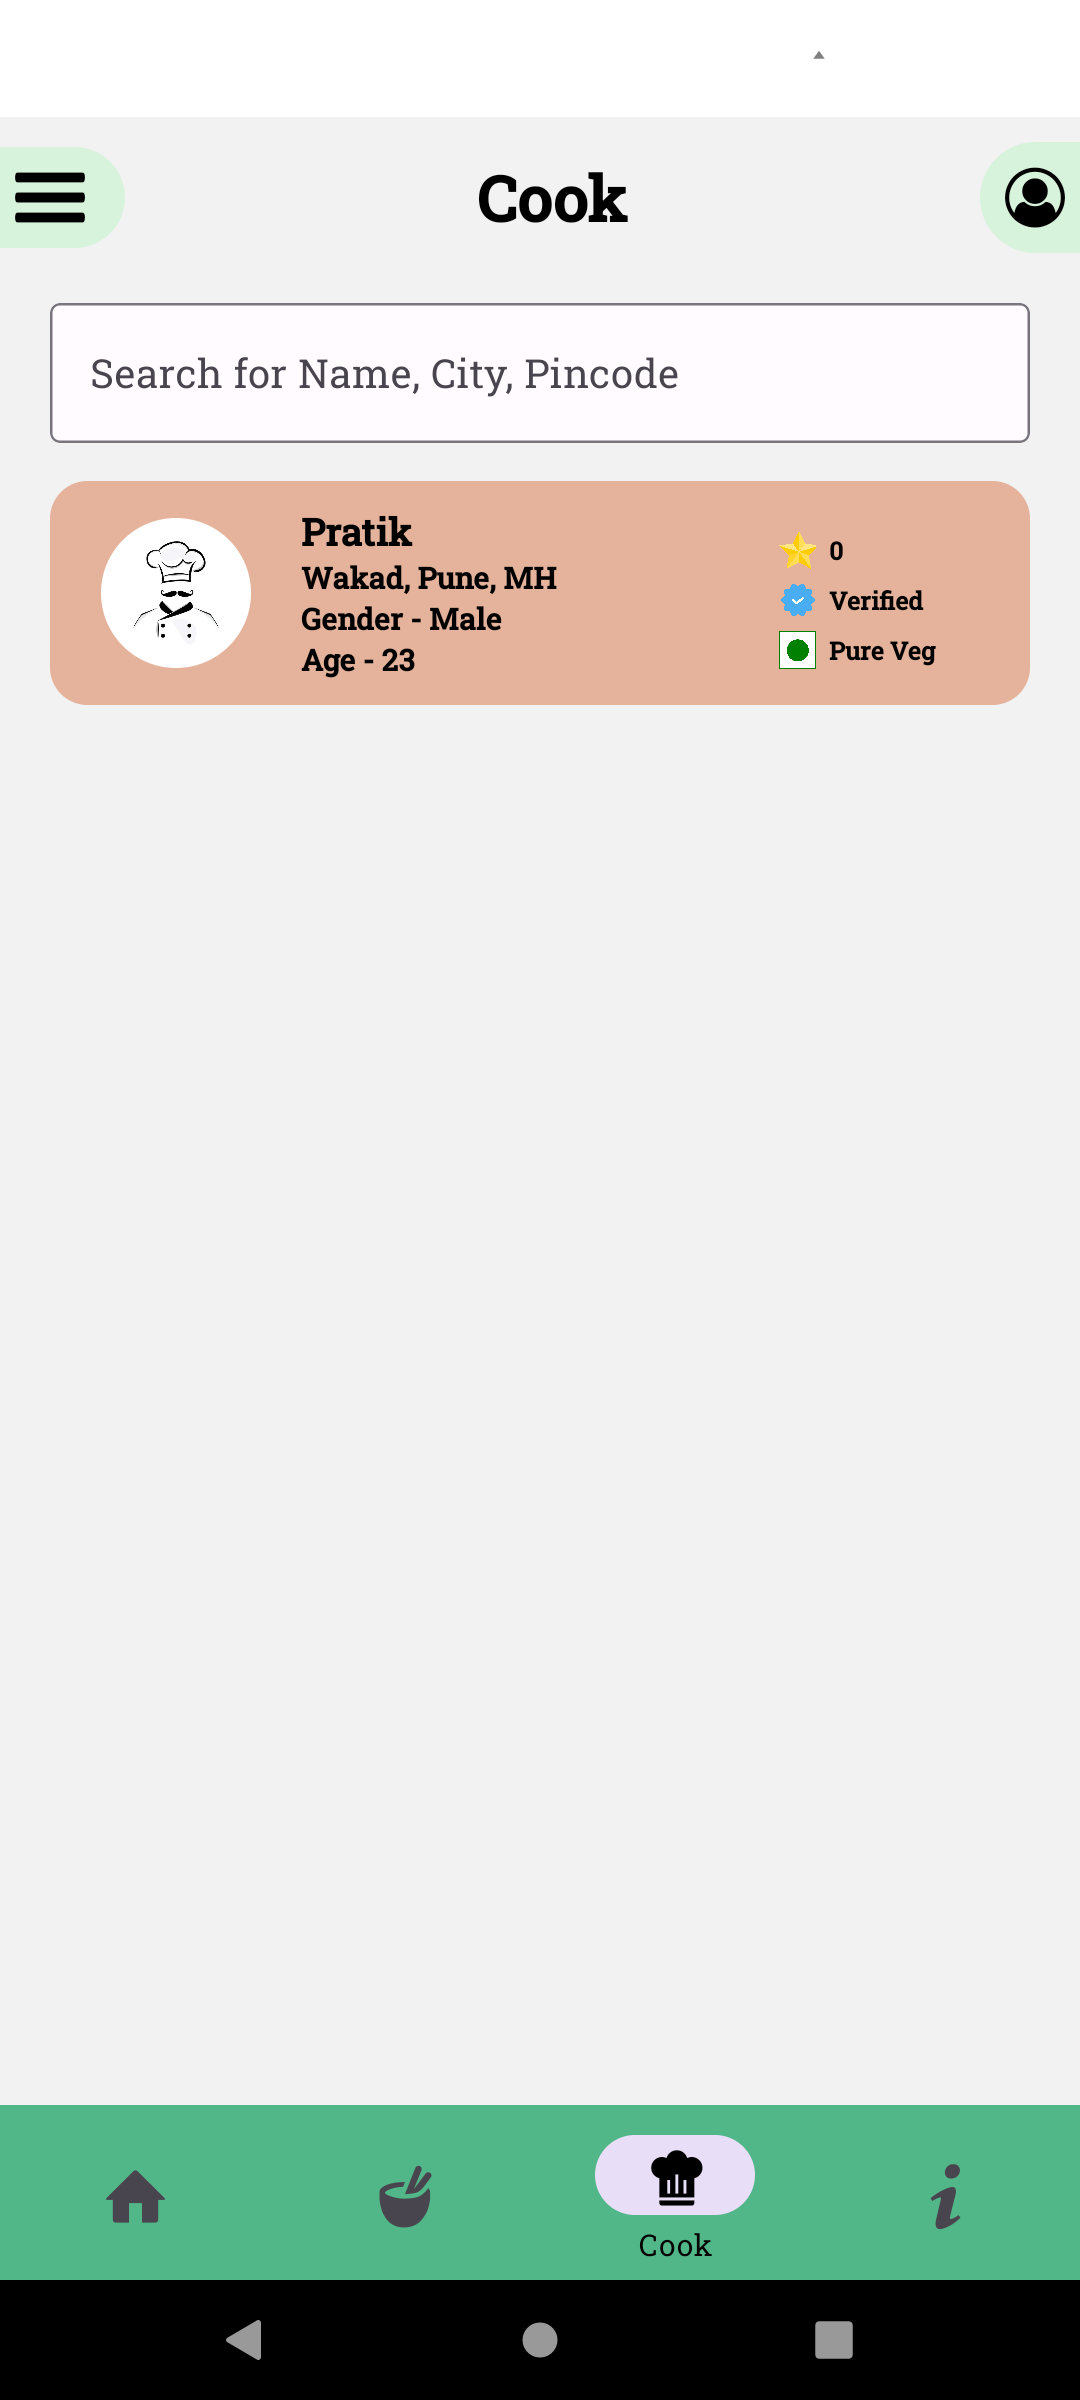 Cook
Search for Name, City, Pincode
Pratik
Wakad, Pune, MH
Gender - Male
Age - 23
0
Verified
Pure Veg
Cook